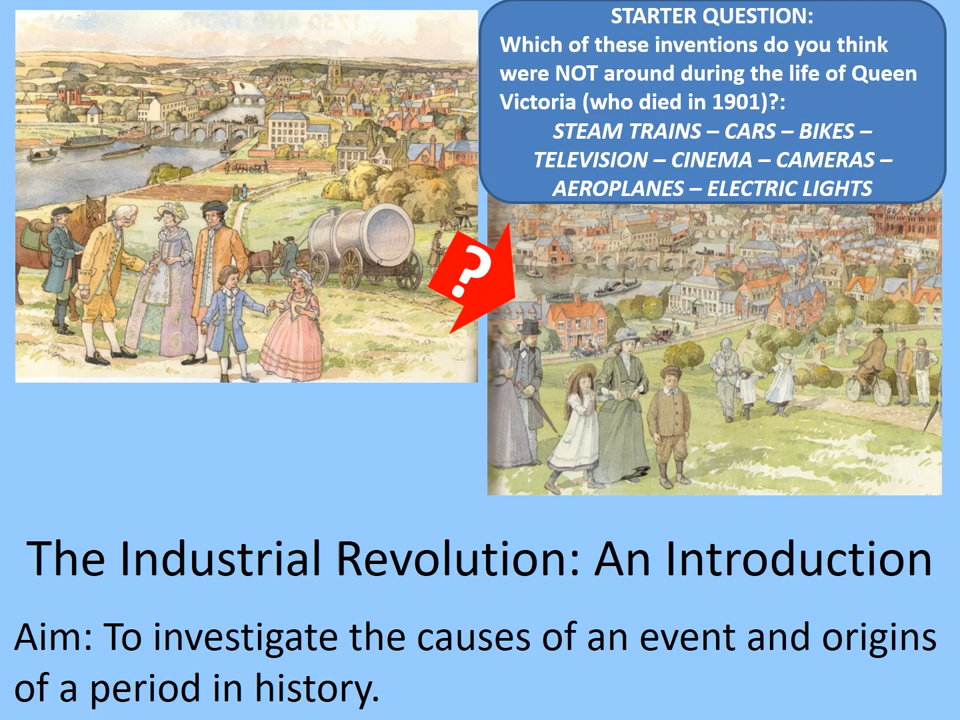 STARTER QUESTION:
Which of these inventions do you think
were NOT around during the life of Queen
Victoria (who died in 1901)?:
STEAM TRAINS – CARS – BIKES –
TELEVISION – CINEMA – CAMERAS –
AEROPLANES – ELECTRIC LIGHTS
?
The Industrial Revolution: An Introduction
Aim: To investigate the causes of an event and origins
of a period in history.